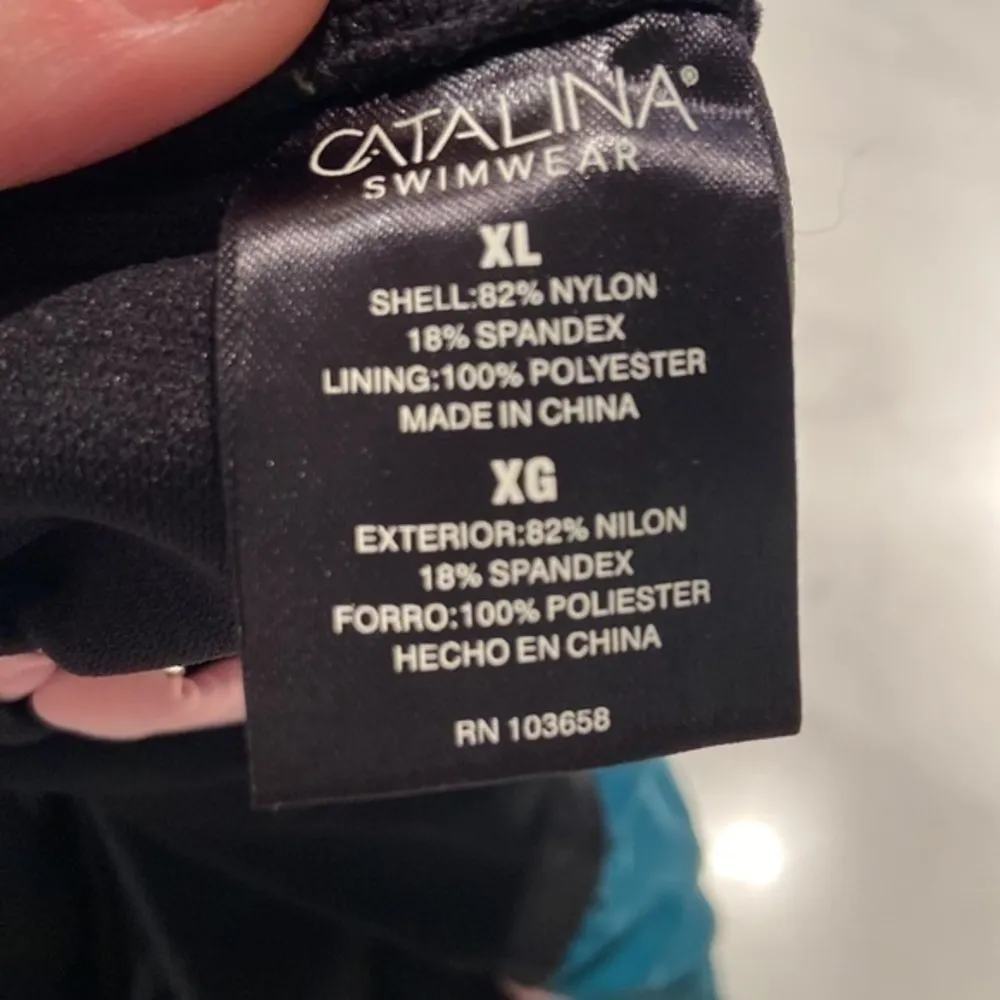 CATALINA®
SWIMWEAR
XL
SHELL:82% NYLON
18% SPANDEX
LINING:100% POLYESTER
MADE IN CHINA
XG
EXTERIOR:82% NILON
18% SPANDEX
FORRO:100% POLIESTER
HECHO EN CHINA
RN 103658